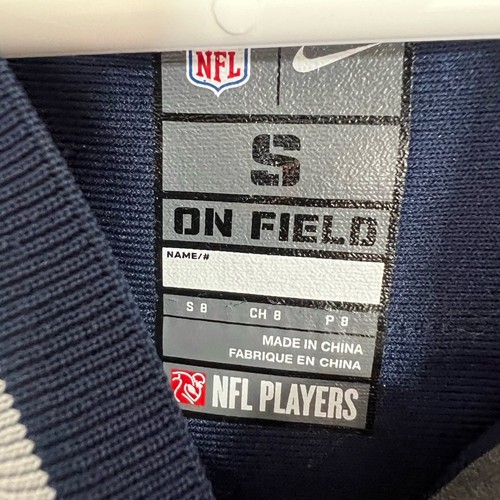 NFL
S
ON FIELD
NAME/#
S 8 CH 8 P 8
MADE IN CHINA
FABRIQUE EN CHINA
NFL PLAYERS